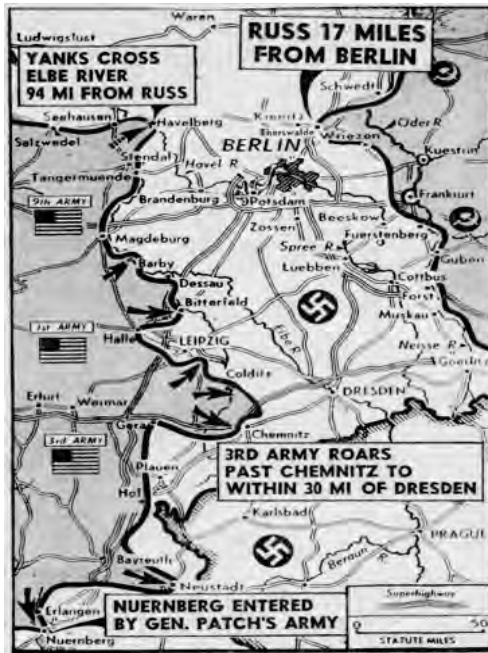 Waren
Ludwigslust
RUSS 17 MILES
FROM BERLIN
YANKS CROSS
ELBE RIVER
94 MI FROM RUSS
Schwedt
Seehausen
Havelberg
Eberswalde
Wriezen
Oder R
Salzwedel
Stendal
BERLIN
Kuestrin
Tangermuende
Havel R
Brandenburg
Potsdam
Frankfurt
9TH ARMY
Beeskow
Zossen
Fuerstenberg
Magdeburg
Spree R
Guben
Barby
Luebben
Dessau
Cottbus
Bitterfeld
Forst
Muskau
1ST ARMY
Halle
LEIPZIG
Elbe R
Neisse R
Colditz
Erfurt
Weimar
DRESDEN
Gera
Chemnitz
3RD ARMY
3RD ARMY ROARS
PAST CHEMNITZ TO
WITHIN 30 MI OF DRESDEN
Plauen
Hof
Karlsbad
PRAGUE
Bayreuth
Beraun R
Neustadt
Superhighway
Erlangen
NUERNBERG ENTERED
BY GEN. PATCH'S ARMY
0 50
Nuernberg
STATUTE MILES